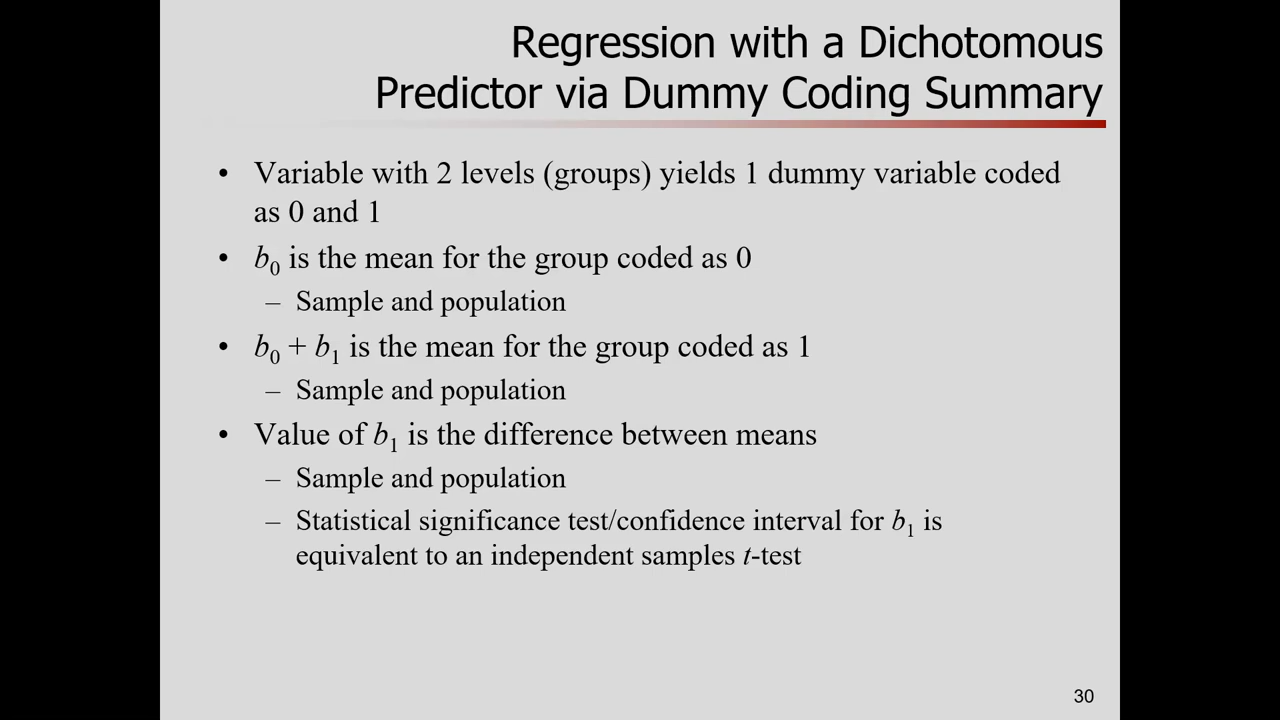 Regression with a Dichotomous
Predictor via Dummy Coding Summary
• Variable with 2 levels (groups) yields 1 dummy variable coded
as 0 and 1
• b₀ is the mean for the group coded as 0
– Sample and population
• b₀ + b₁ is the mean for the group coded as 1
– Sample and population
• Value of b₁ is the difference between means
– Sample and population
– Statistical significance test/confidence interval for b₁ is
equivalent to an independent samples t-test
30